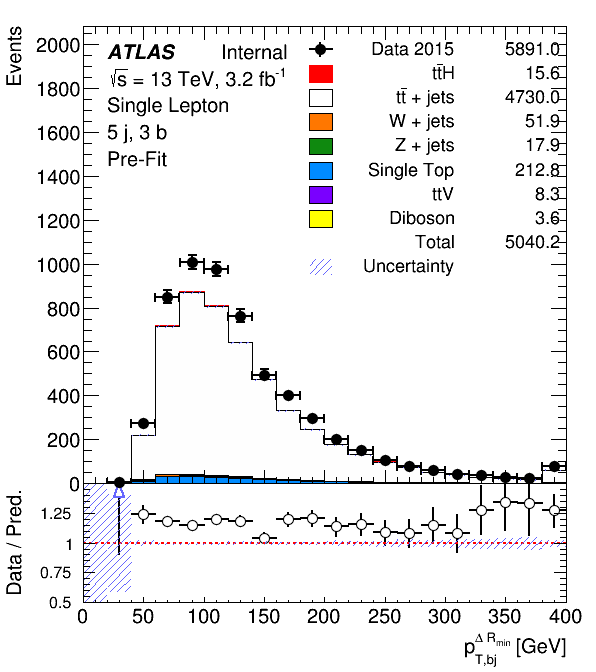 Events
2000
1800
1600
1400
1200
1000
800
600
400
200
0
ATLAS Internal
√s = 13 TeV, 3.2 fb⁻¹
Single Lepton
5 j, 3 b
Pre-Fit
Data 2015 5891.0
tt̄H 15.6
tt̄ + jets 4730.0
W + jets 51.9
Z + jets 17.9
Single Top 212.8
ttV 8.3
Diboson 3.6
Total 5040.2
Uncertainty
Data / Pred.
1.25
1
0.75
0.5
0 50 100 150 200 250 300 350 400
p_{T,bj}^{Δ R_{min}} [GeV]